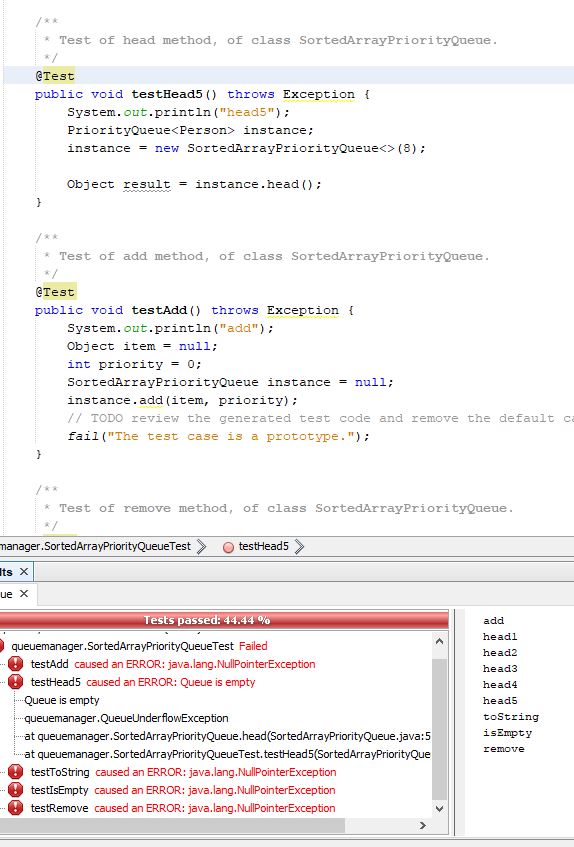 /**
* Test of head method, of class SortedArrayPriorityQueue.
*/
@Test
public void testHead5() throws Exception {
System.out.println("head5");
PriorityQueue<Person> instance;
instance = new SortedArrayPriorityQueue<>(8);
Object result = instance.head();
}
/**
* Test of add method, of class SortedArrayPriorityQueue.
*/
@Test
public void testAdd() throws Exception {
System.out.println("add");
Object item = null;
int priority = 0;
SortedArrayPriorityQueue instance = null;
instance.add(item, priority);
// TODO review the generated test code and remove the default ca
fail("The test case is a prototype.");
}
/**
* Test of remove method, of class SortedArrayPriorityQueue.
*/
manager.SortedArrayPriorityQueueTest
testHead5
lts
ue
Tests passed: 44.44 %
queuemanager.SortedArrayPriorityQueueTest Failed
testAdd caused an ERROR: java.lang.NullPointerException
testHead5 caused an ERROR: Queue is empty
Queue is empty
queuemanager.QueueUnderflowException
at queuemanager.SortedArrayPriorityQueue.head(SortedArrayPriorityQueue.java:5
at queuemanager.SortedArrayPriorityQueueTest.testHead5(SortedArrayPriorityQue
testToString caused an ERROR: java.lang.NullPointerException
testIsEmpty caused an ERROR: java.lang.NullPointerException
testRemove caused an ERROR: java.lang.NullPointerException
add
head1
head2
head3
head4
head5
toString
isEmpty
remove